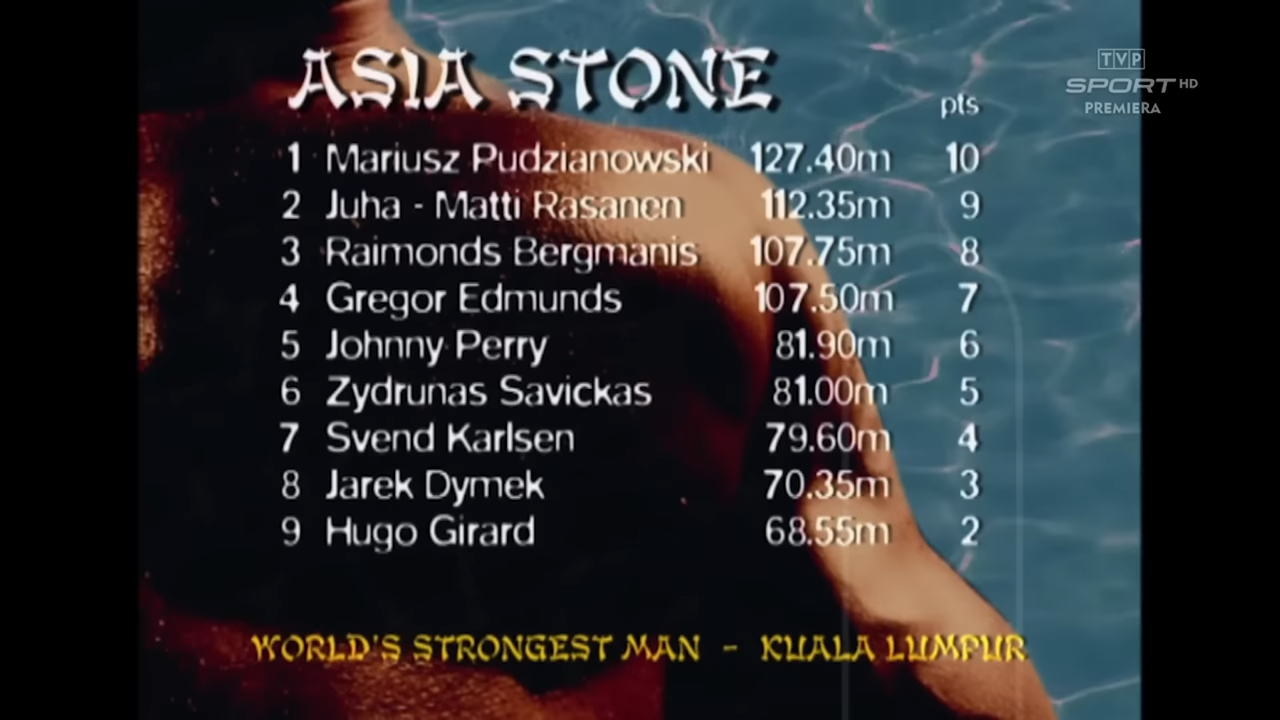 ASIA STONE
TVP
SPORT HD
PREMIERA
pts
1 Mariusz Pudzianowski 127.40m 10
2 Juha - Matti Rasanen 112.35m 9
3 Raimonds Bergmanis 107.75m 8
4 Gregor Edmunds 107.50m 7
5 Johnny Perry 81.90m 6
6 Zydrunas Savickas 81.00m 5
7 Svend Karlsen 79.60m 4
8 Jarek Dymek 70.35m 3
9 Hugo Girard 68.55m 2
WORLD'S STRONGEST MAN - KUALA LUMPUR